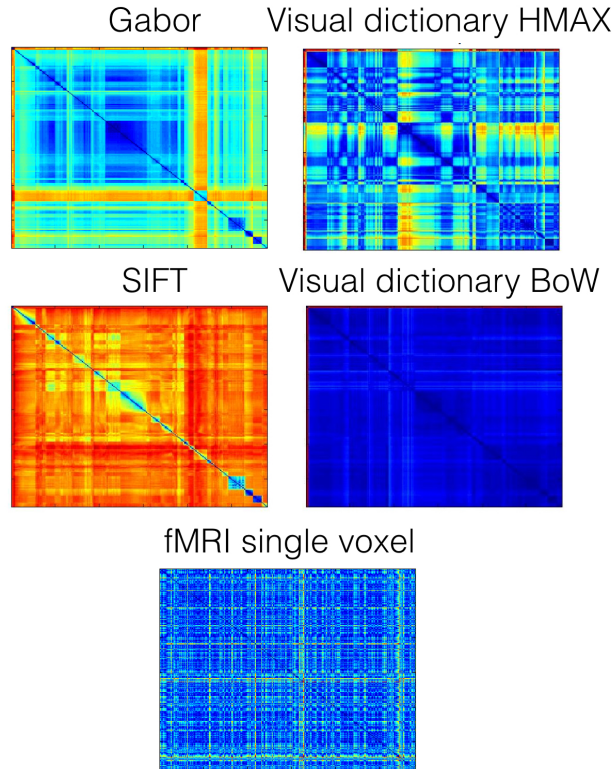 Gabor
Visual dictionary HMAX
SIFT
Visual dictionary BoW
fMRI single voxel